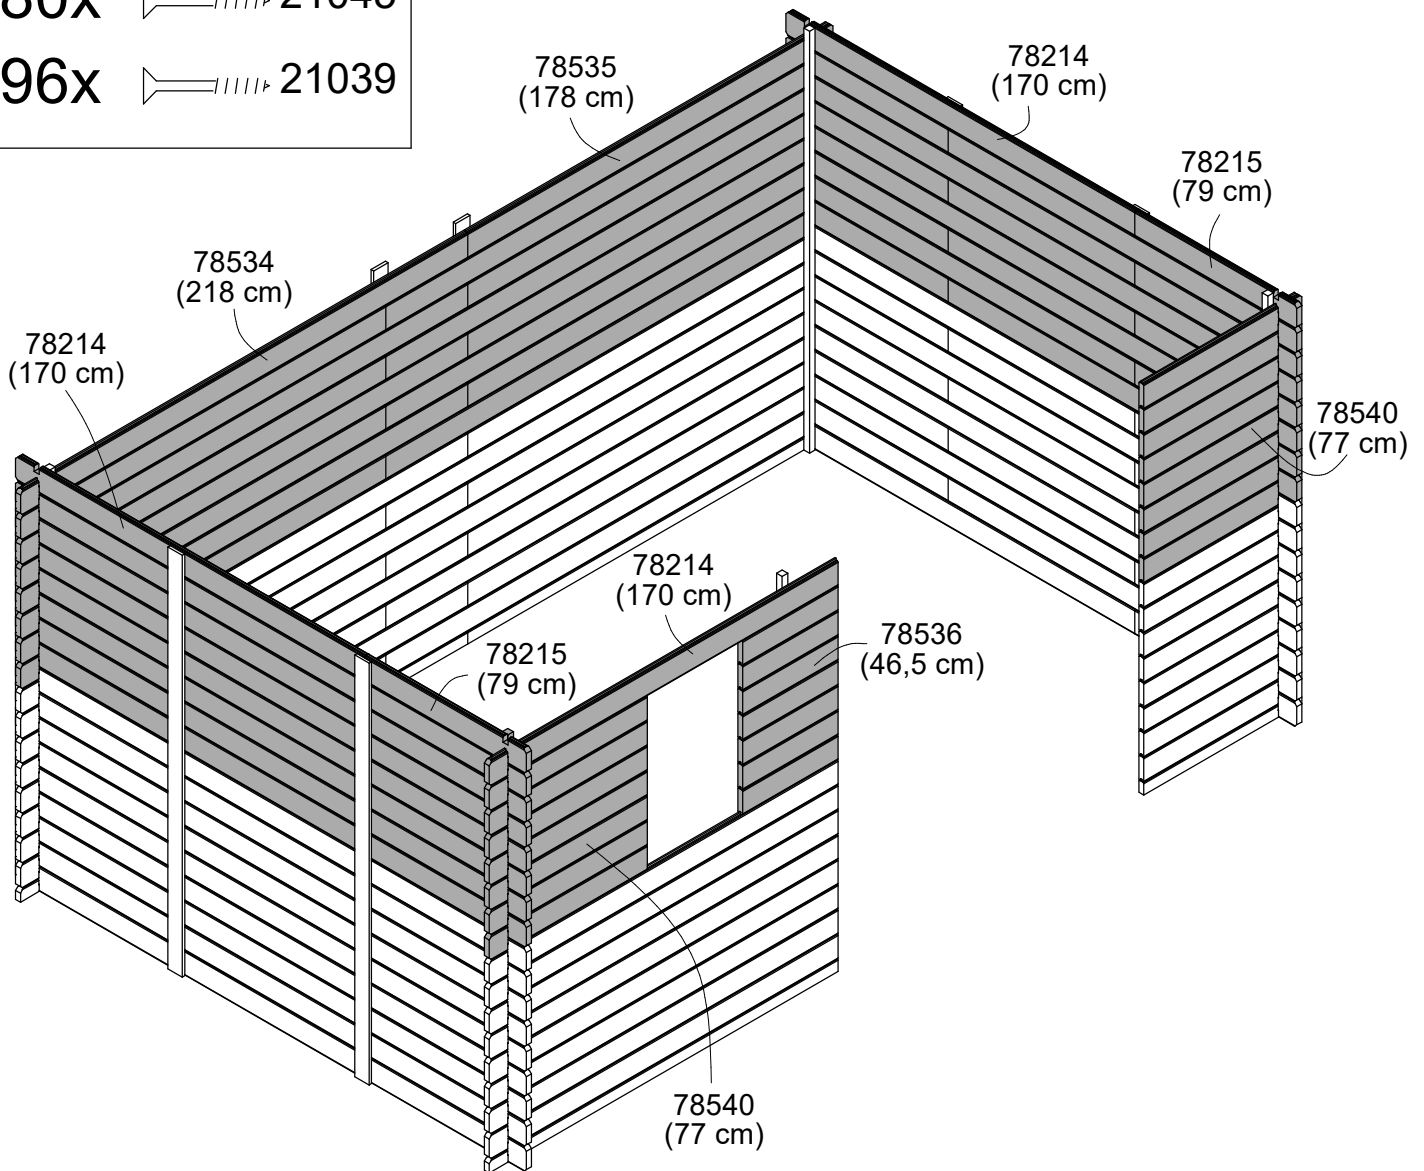 96x 21039
78535
(178 cm)
78214
(170 cm)
78215
(79 cm)
78534
(218 cm)
78214
(170 cm)
78540
(77 cm)
78214
(170 cm)
78536
(46,5 cm)
78215
(79 cm)
78540
(77 cm)